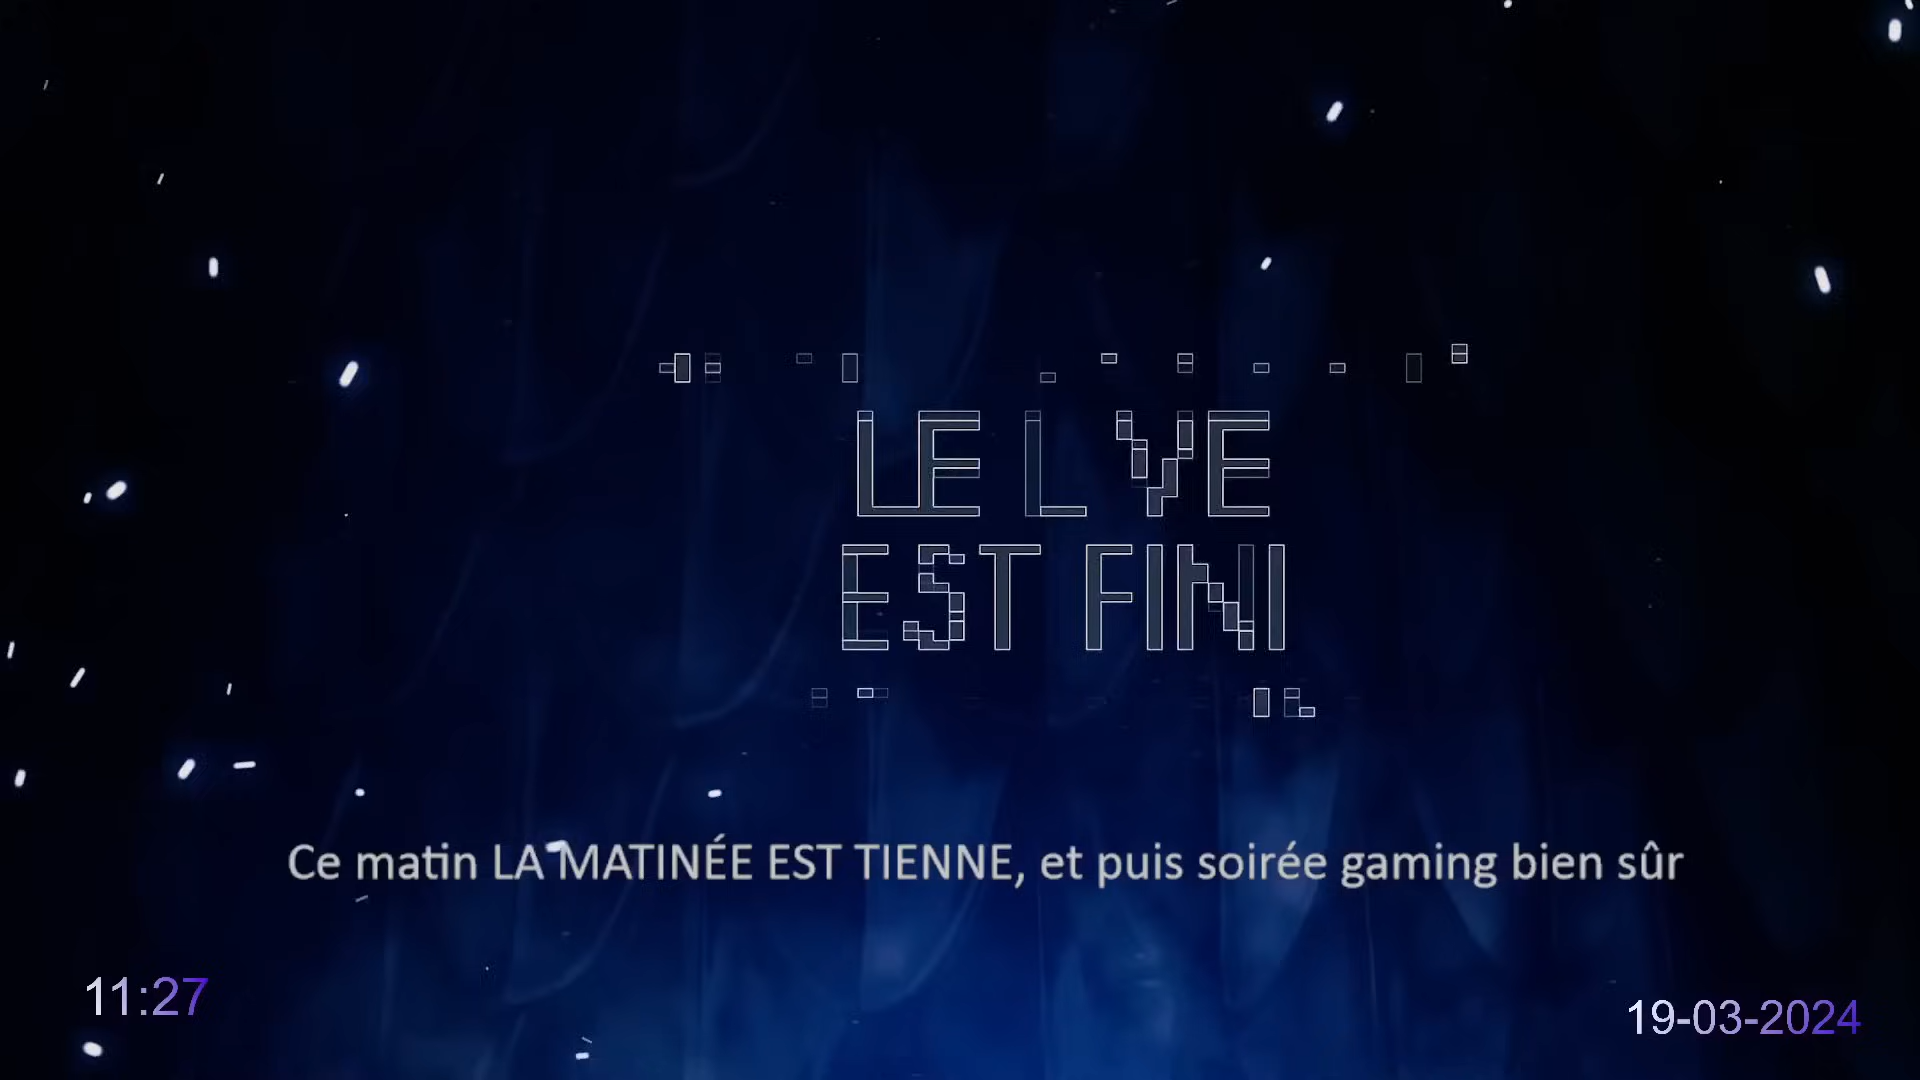 LE L VE
EST FINI
Ce matin LA MATINÉE EST TIENNE, et puis soirée gaming bien sûr
11:27
19-03-2024